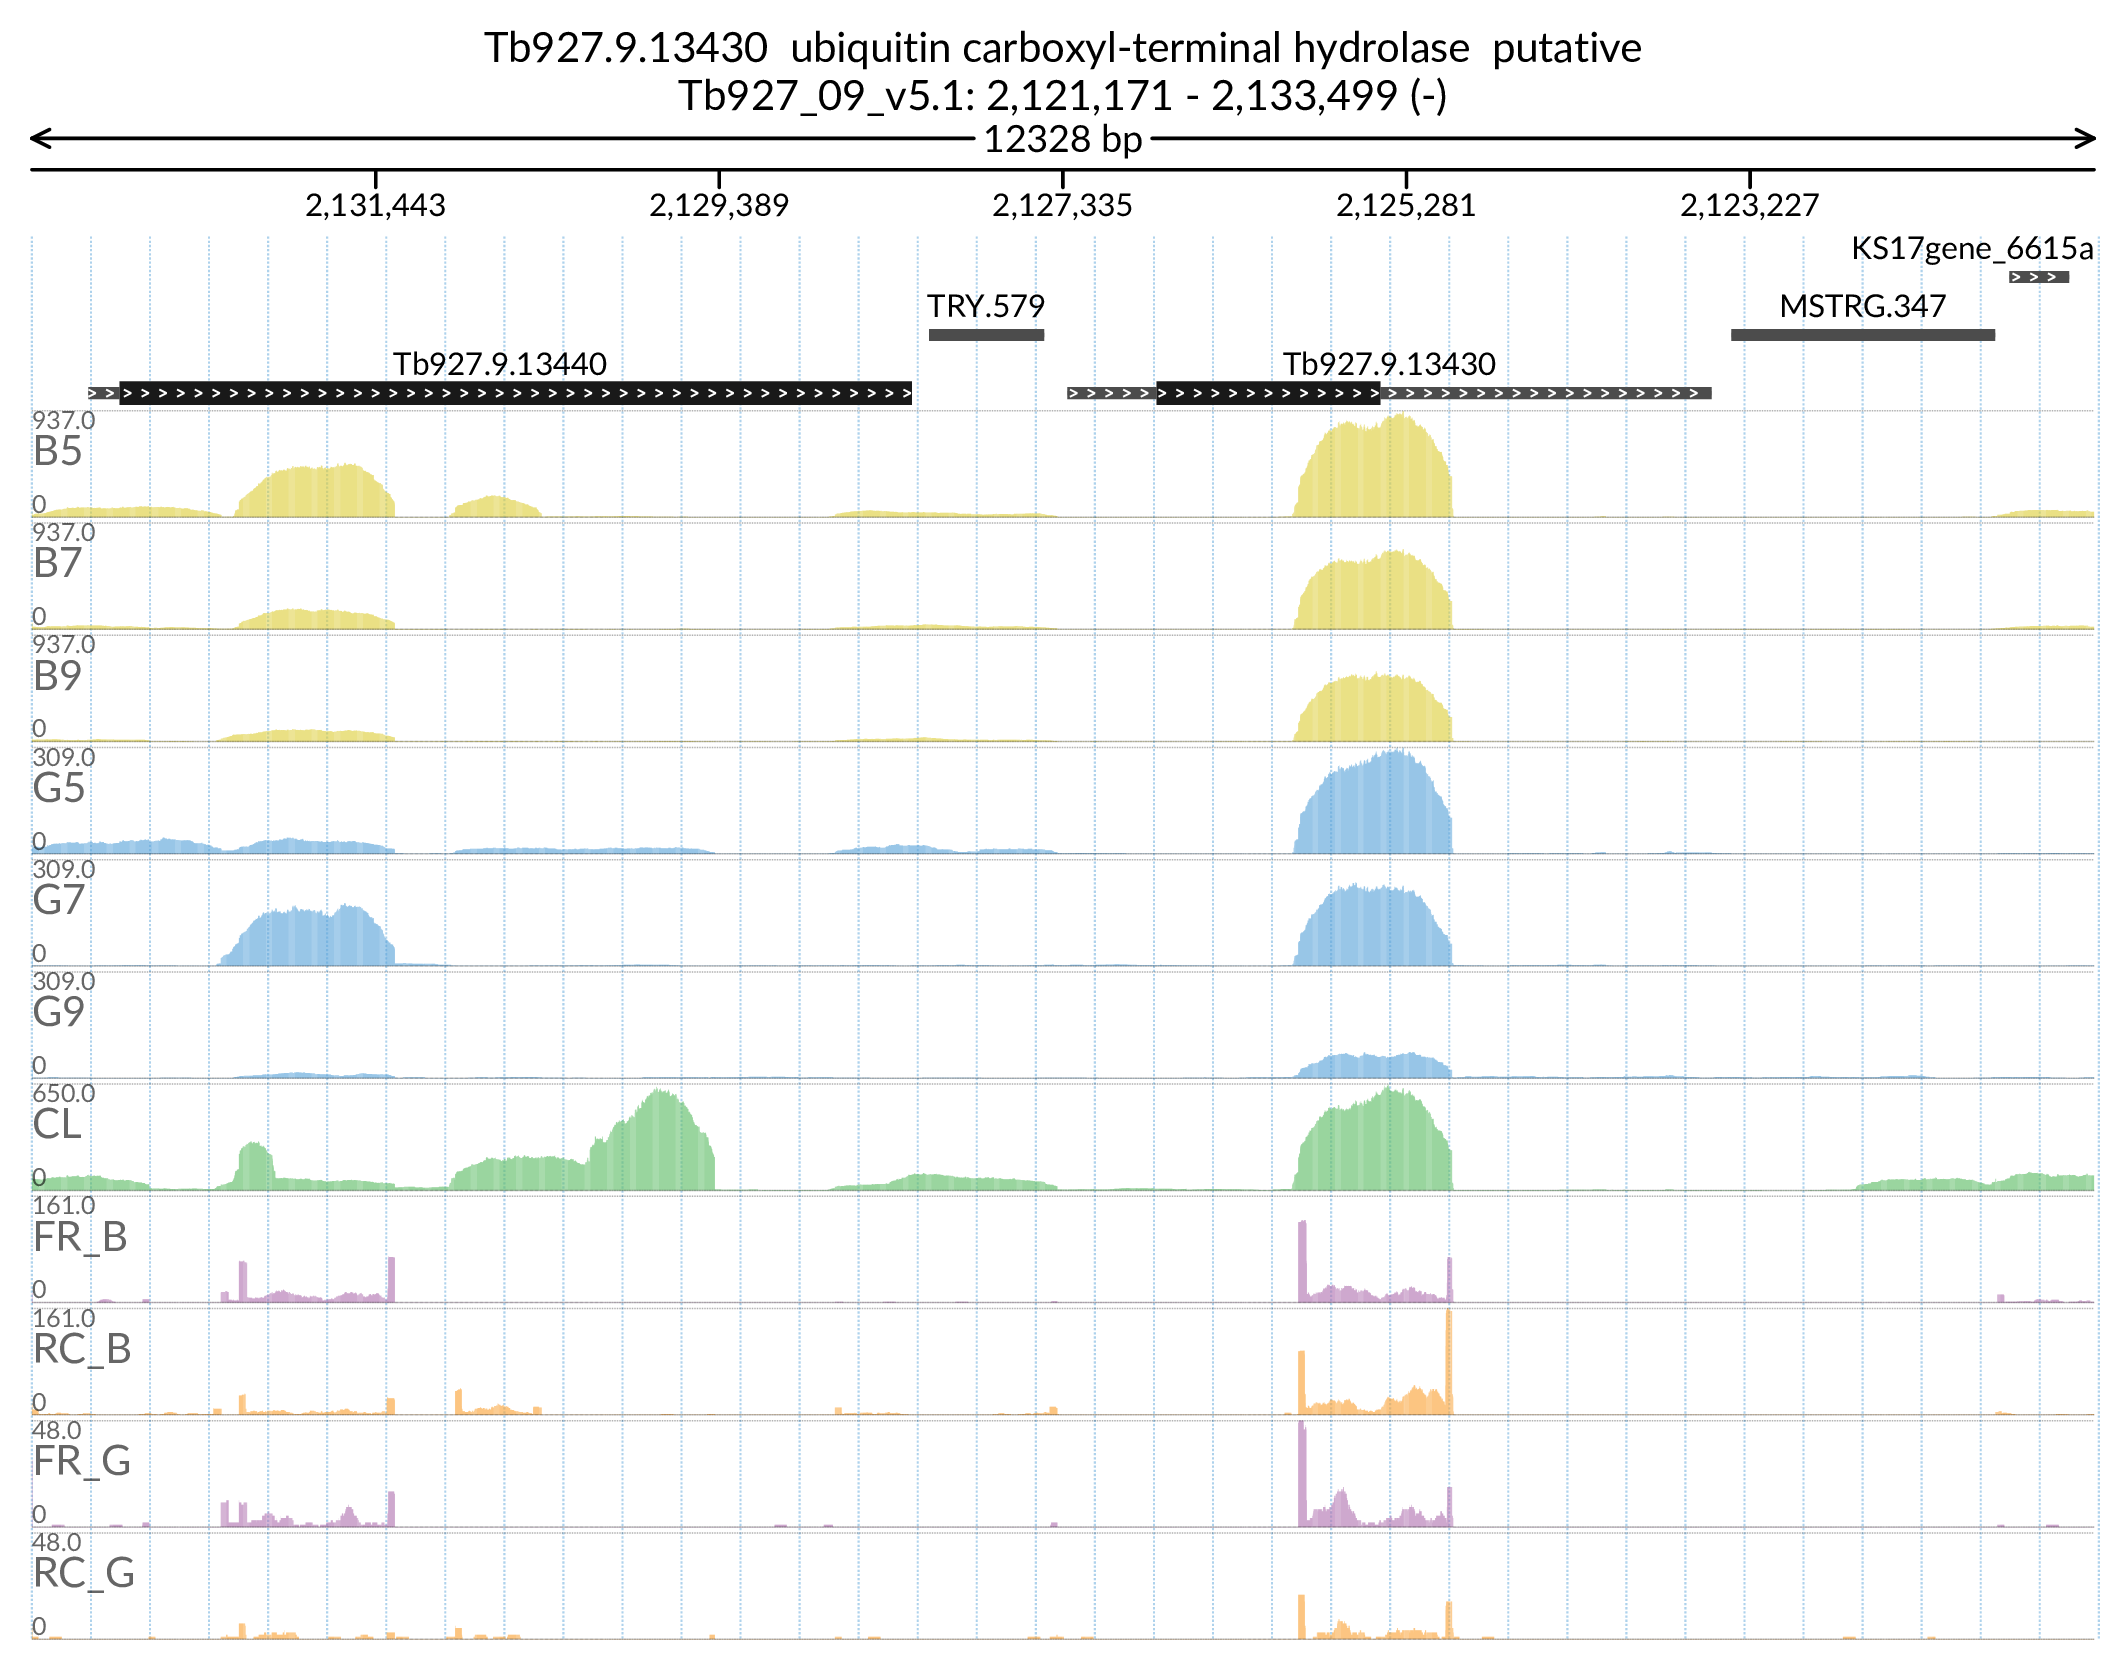 Tb927.9.13430  ubiquitin carboxyl-terminal hydrolase  putative
Tb927_09_v5.1: 2,121,171 - 2,133,499 (-)
12328 bp
2,131,443 2,129,389 2,127,335 2,125,281 2,123,227
KS17gene_6615a
TRY.579 MSTRG.347
Tb927.9.13440 Tb927.9.13430
937.0
B5
0
937.0
B7
0
937.0
B9
0
309.0
G5
0
309.0
G7
0
309.0
G9
0
650.0
CL
0
161.0
FR_B
0
161.0
RC_B
0
48.0
FR_G
0
48.0
RC_G
0